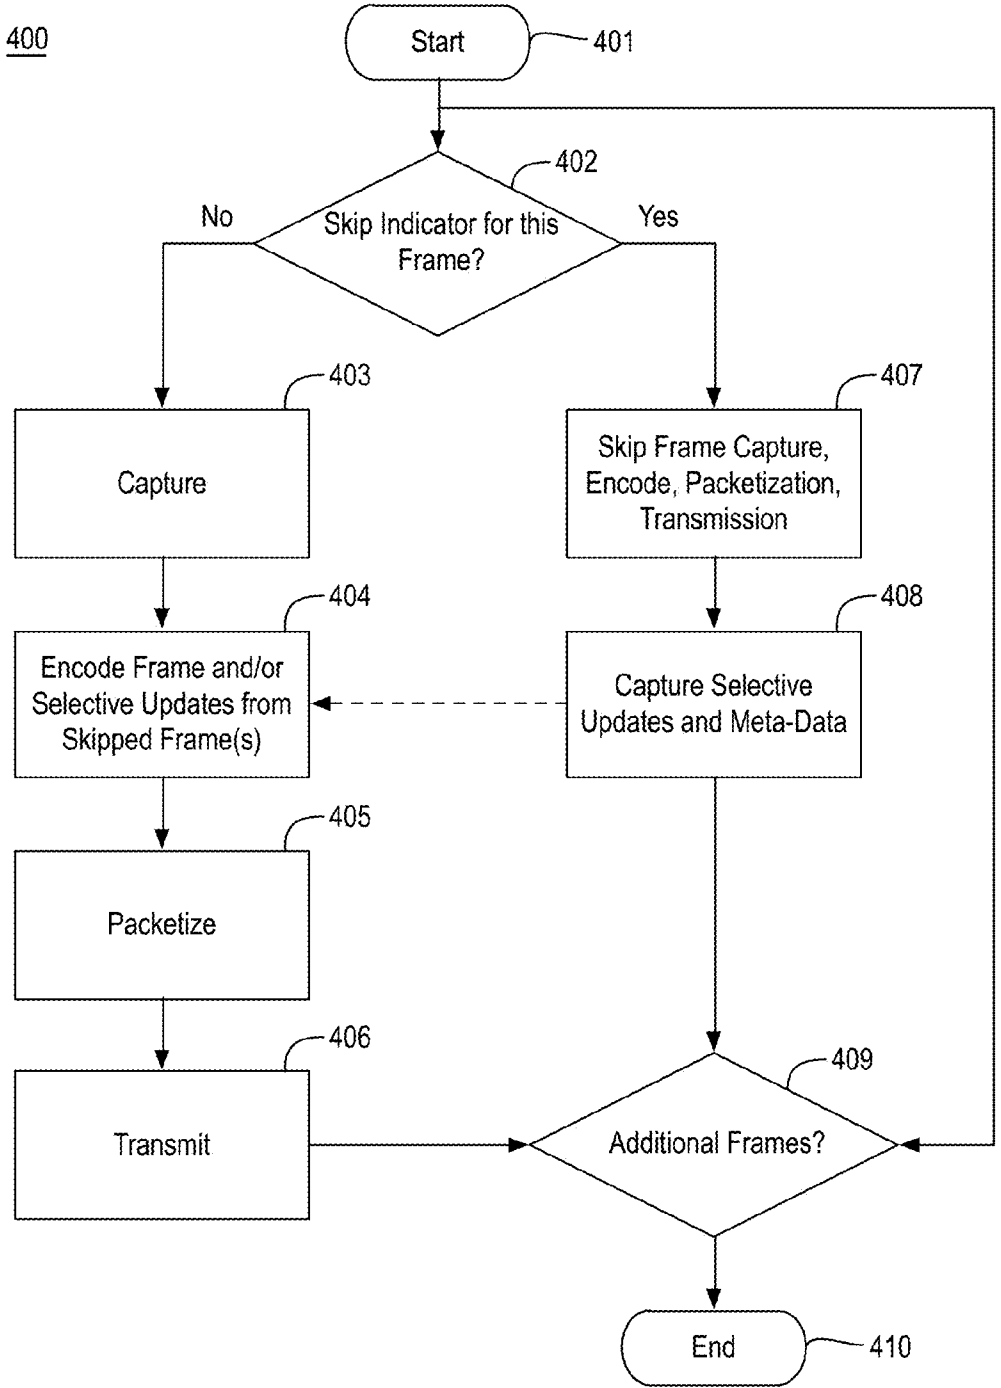 400
Start
401
402
Skip Indicator for this
Frame?
No
Yes
403
Capture
407
Skip Frame Capture,
Encode, Packetization,
Transmission
404
Encode Frame and/or
Selective Updates from
Skipped Frame(s)
408
Capture Selective
Updates and Meta-Data
405
Packetize
406
Transmit
409
Additional Frames?
End
410